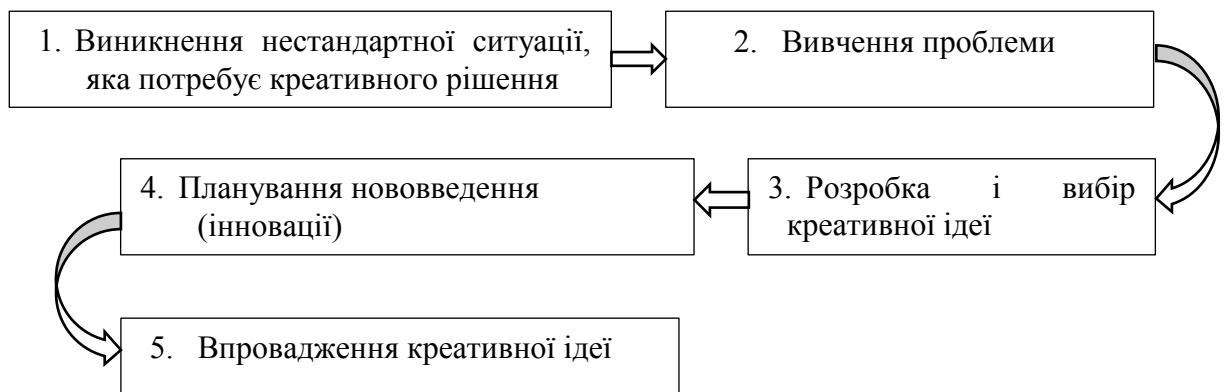 1. Виникнення нестандартної ситуації,
яка потребує креативного рішення
2. Вивчення проблеми
3. Розробка і вибір
креативної ідеї
4. Планування нововведення
(інновації)
5. Впровадження креативної ідеї